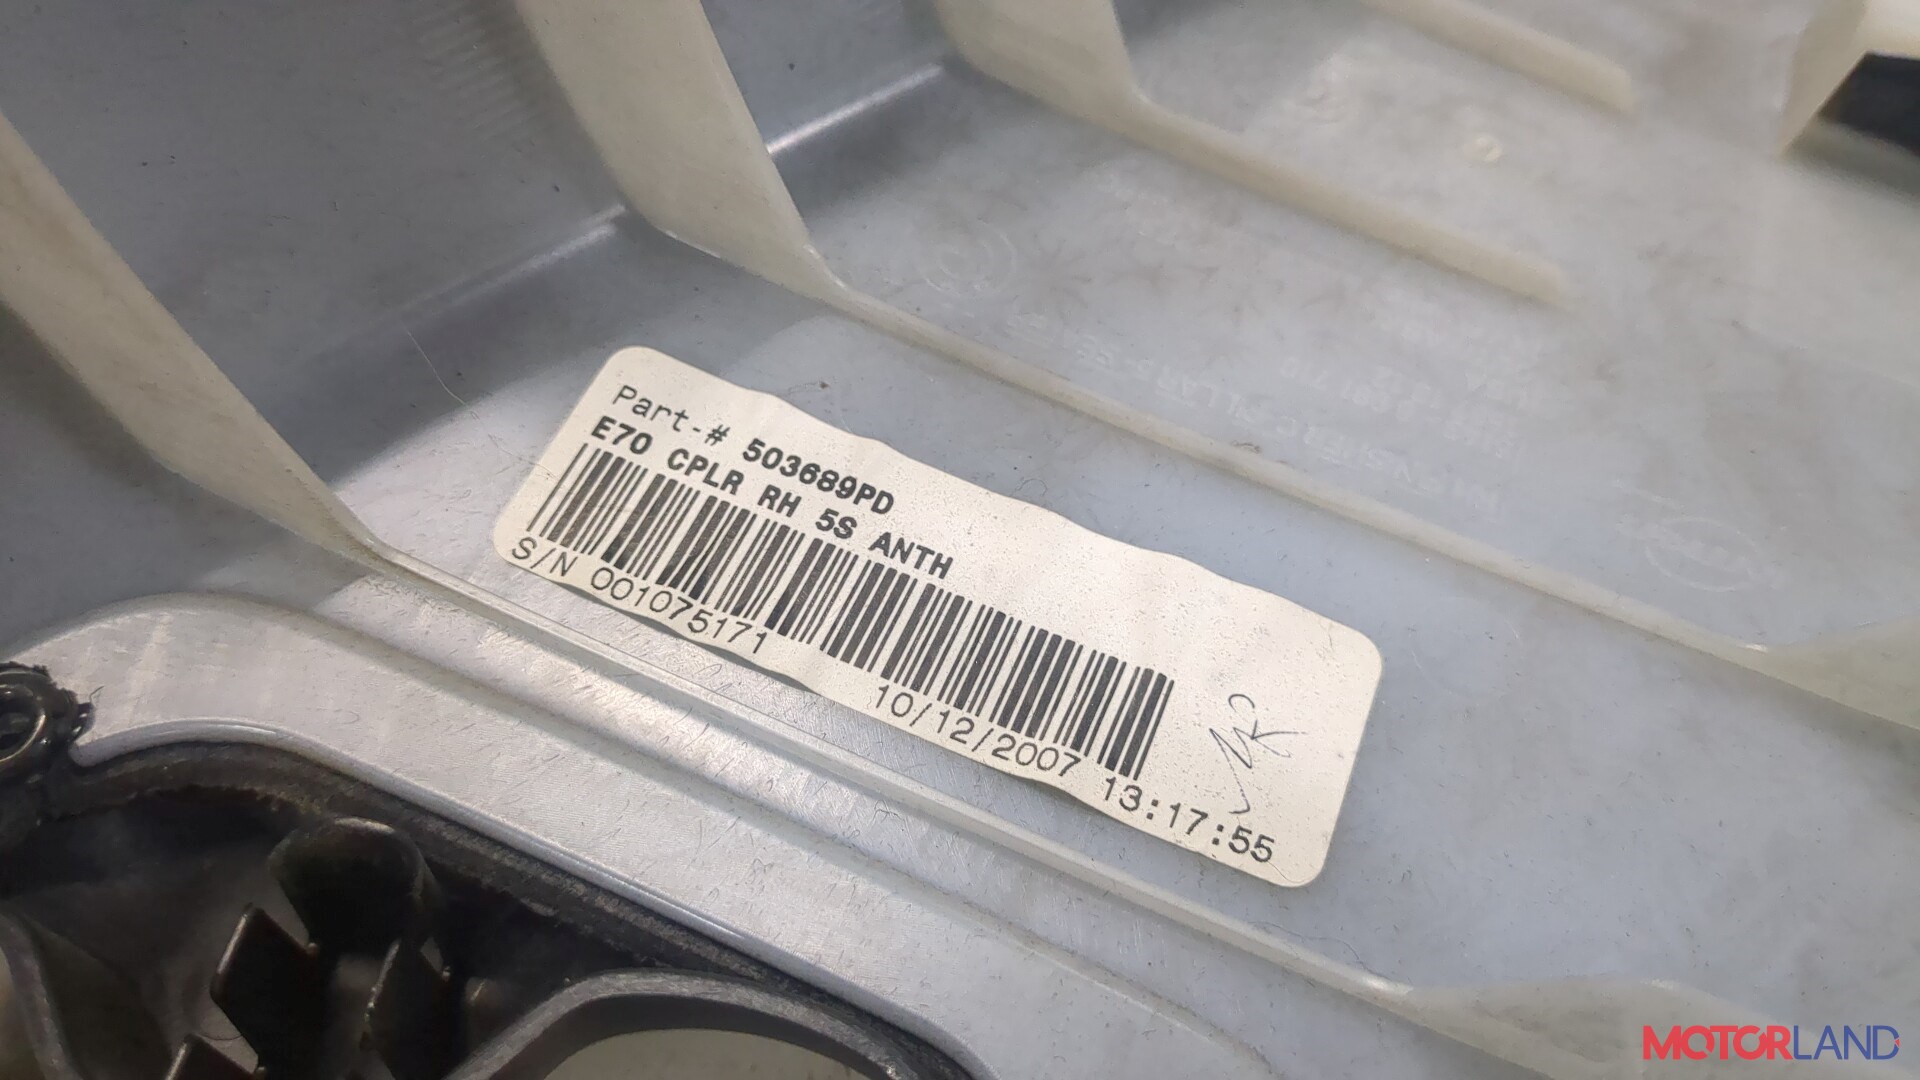 Part-# 503689PD
E70 CPLR RH 5S ANTH
S/N 001075171
10/12/2007 13:17:55
MOTORLAND